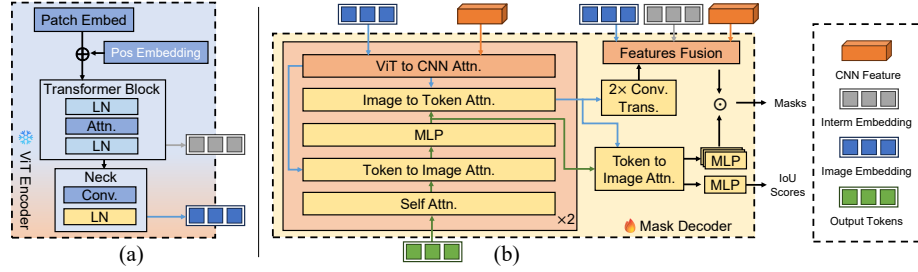 Patch Embed
Pos Embedding
Transformer Block
LN
Attn.
LN
Neck
Conv.
LN
ViT Encoder
(a)
ViT to CNN Attn.
Image to Token Attn.
MLP
Token to Image Attn.
Self Attn.
×2
Features Fusion
2× Conv.
Trans.
Token to
Image Attn.
MLP
MLP
Masks
IoU
Scores
Mask Decoder
(b)
CNN Feature
Interm Embedding
Image Embedding
Output Tokens